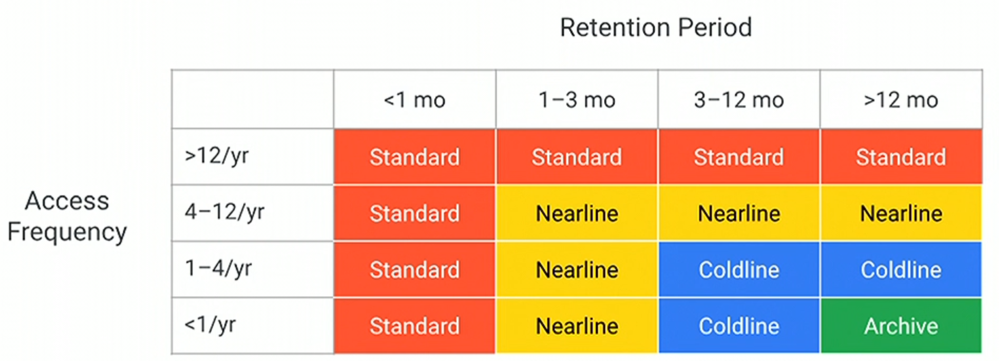 Retention Period
<1 mo 1–3 mo 3–12 mo >12 mo
>12/yr Standard Standard Standard Standard
Access
Frequency
4–12/yr Standard Nearline Nearline Nearline
1–4/yr Standard Nearline Coldline Coldline
<1/yr Standard Nearline Coldline Archive